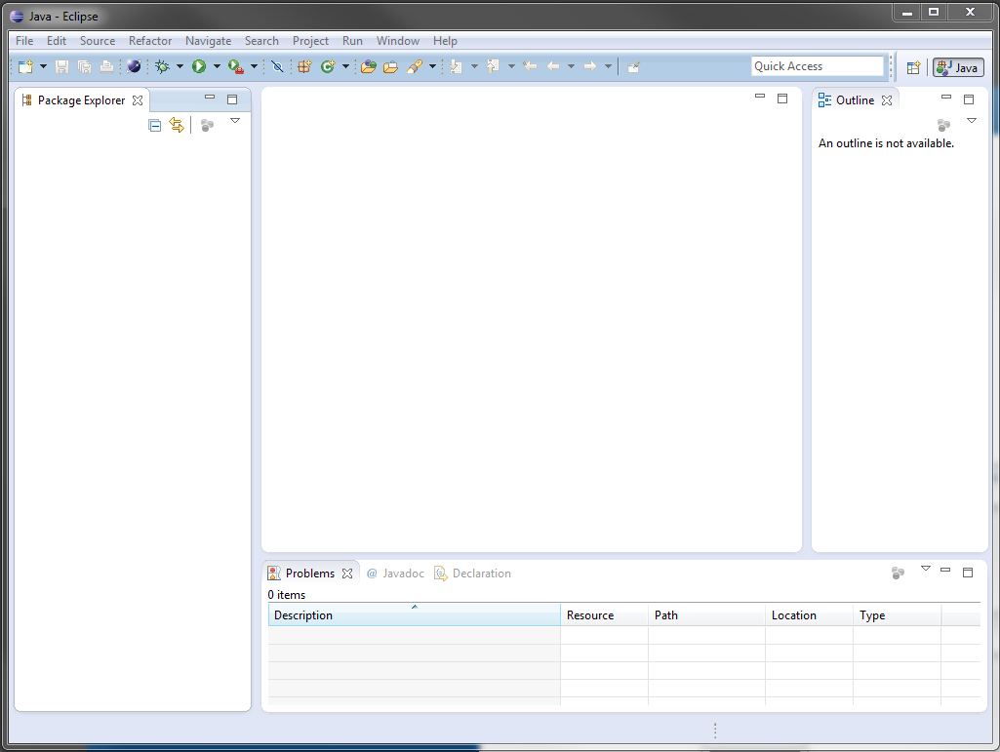 Java - Eclipse
File Edit Source Refactor Navigate Search Project Run Window Help
Quick Access Java
Package Explorer
Outline
An outline is not available.
Problems @ Javadoc Declaration
0 items
Description Resource Path Location Type